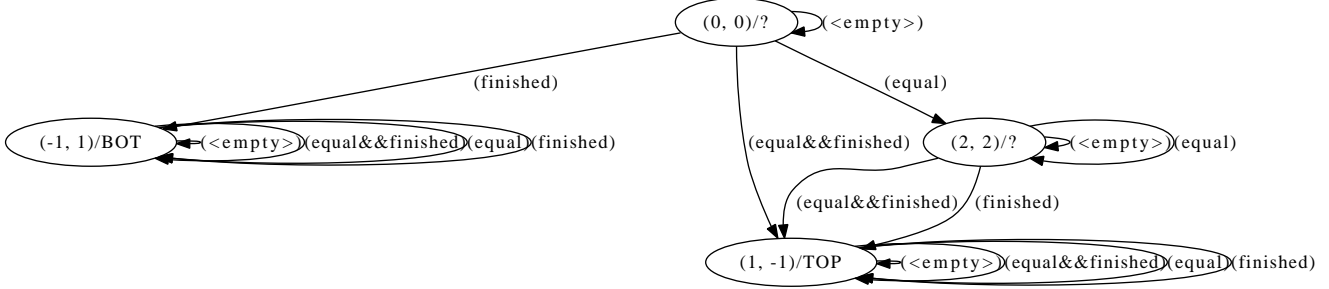 (0, 0)/? (<empty>)
(finished) (equal)
(-1, 1)/BOT (<empty>) (equal&&finished) (equal) (finished) (equal&&finished) (2, 2)/? (<empty>) (equal)
(equal&&finished) (finished)
(1, -1)/TOP (<empty>) (equal&&finished) (equal) (finished)